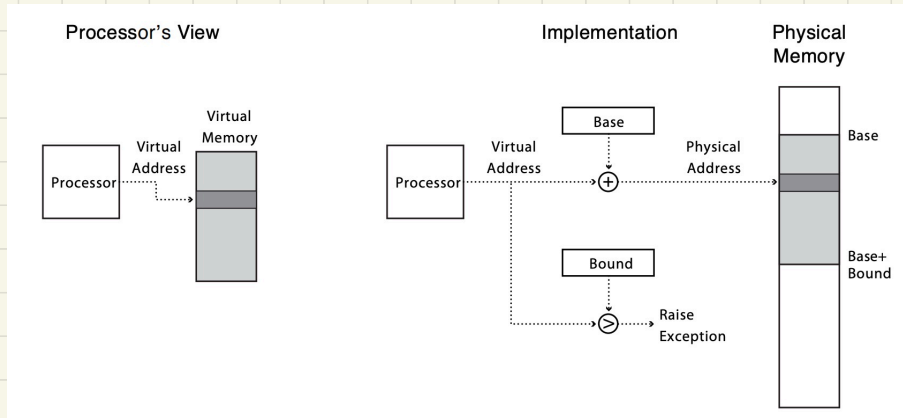 Processor's View
Implementation
Physical
Memory
Virtual
Memory
Virtual
Address
Processor
Base
Virtual
Address
Physical
Address
Processor
+
Base
Bound
Base+
Bound
>
Raise
Exception